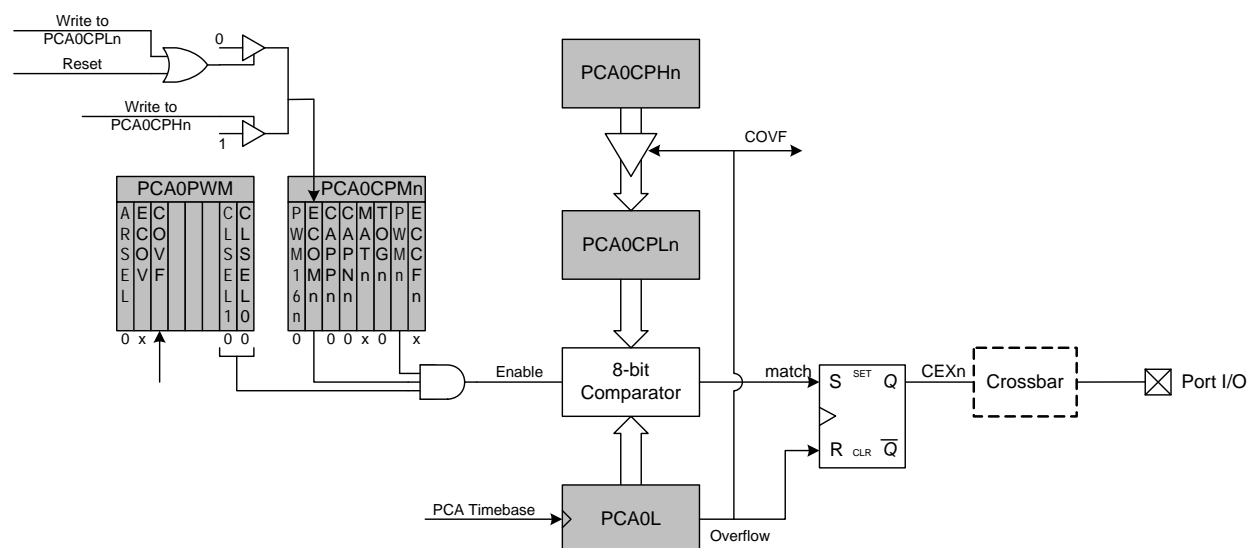 Write to
PCA0CPLn
Reset
0
Write to
PCA0CPHn
1
PCA0CPHn
COVF
PCA0PWM
ARSEL
ECOV
COVF
CLSEL1
CLSEL0
0 x 0 0
PCA0CPMn
PWM16n
ECOMn
CAPPn
CAPNn
MATn
TOGn
PWMn
ECCFn
0 0 0 x 0 x
PCA0CPLn
Enable
8-bit
Comparator
match
S SET Q
R CLR Q
CEXn
Crossbar
Port I/O
PCA Timebase
PCA0L
Overflow